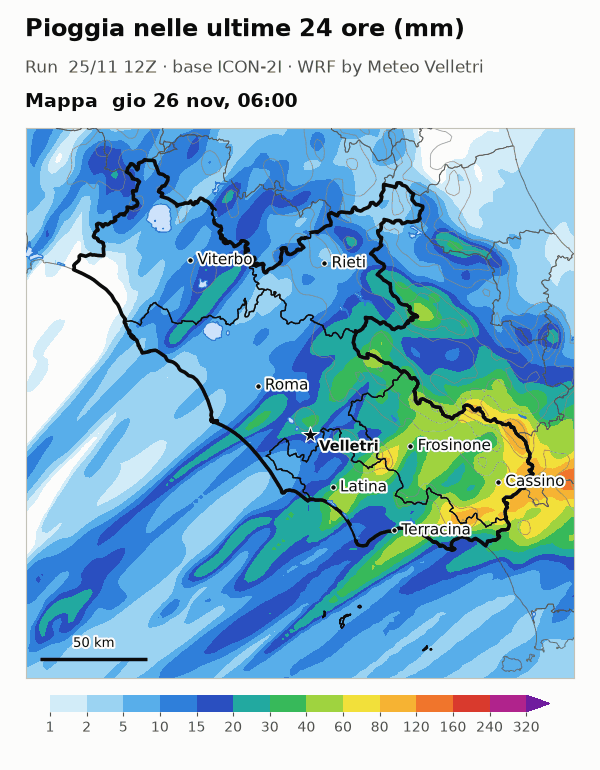 Pioggia nelle ultime 24 ore (mm)
Run  25/11 12Z · base ICON-2I · WRF by Meteo Velletri
Mappa  gio 26 nov, 06:00
Viterbo
Rieti
Roma
Velletri
Frosinone
Cassino
Latina
Terracina
50 km
1 2 5 10 15 20 30 40 60 80 120 160 240 320